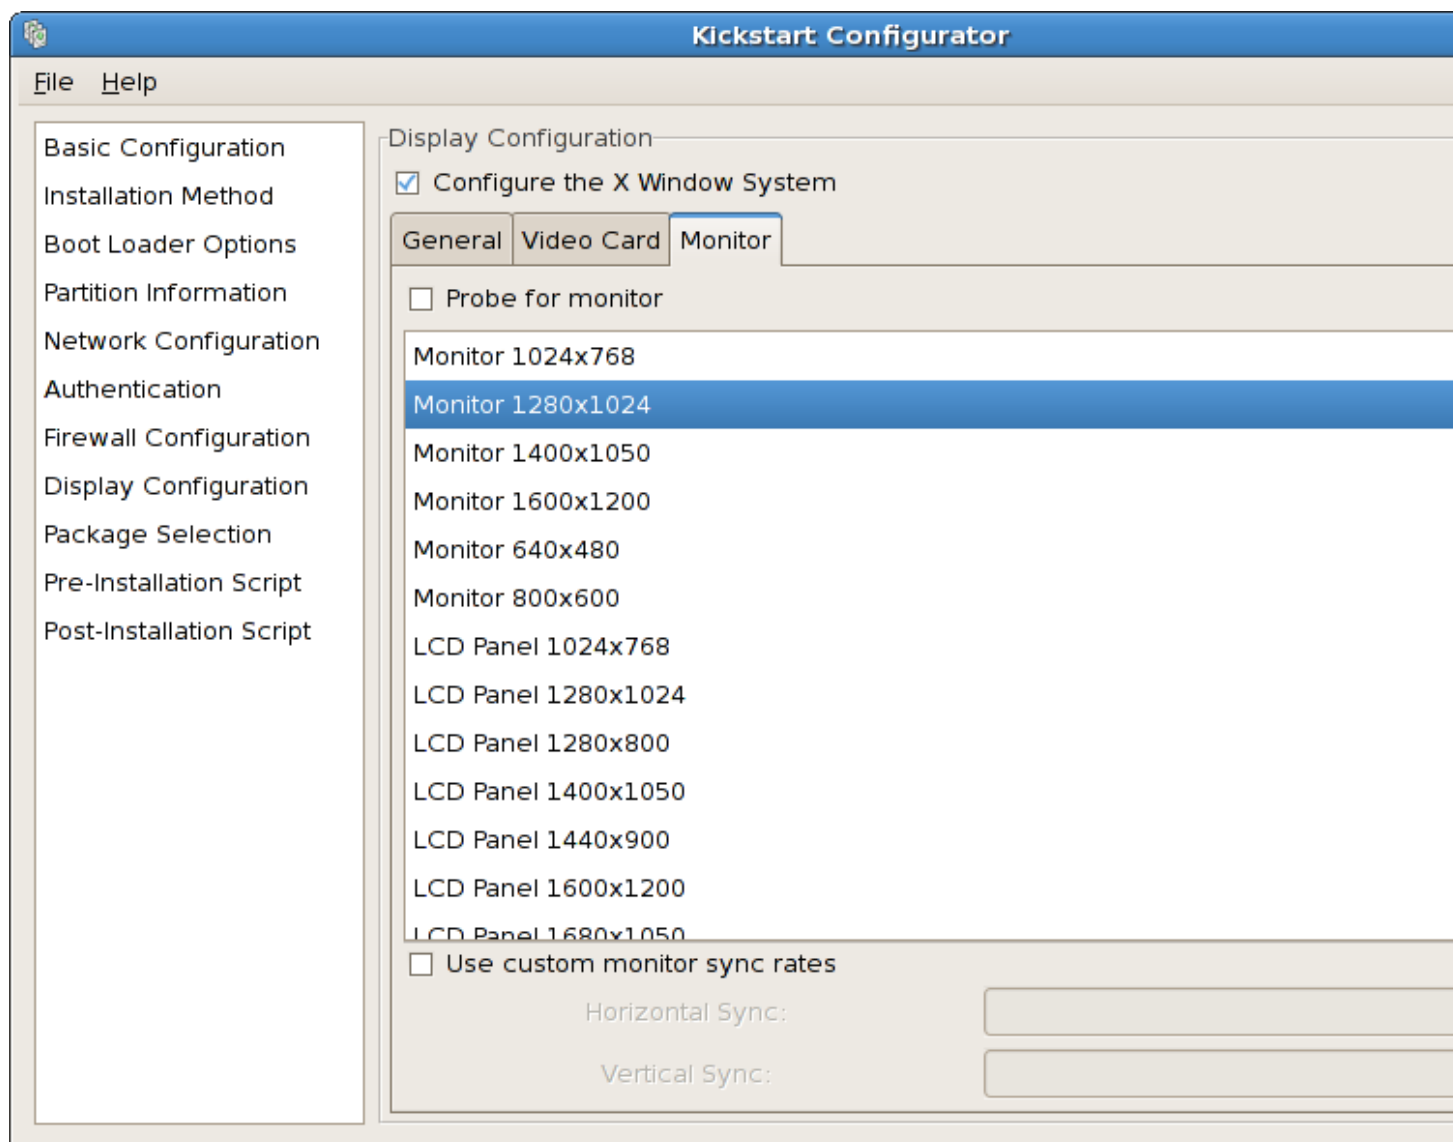 Kickstart Configurator
File Help
Basic Configuration
Installation Method
Boot Loader Options
Partition Information
Network Configuration
Authentication
Firewall Configuration
Display Configuration
Package Selection
Pre-Installation Script
Post-Installation Script
Display Configuration
Configure the X Window System
General Video Card Monitor
Probe for monitor
Monitor 1024x768
Monitor 1280x1024
Monitor 1400x1050
Monitor 1600x1200
Monitor 640x480
Monitor 800x600
LCD Panel 1024x768
LCD Panel 1280x1024
LCD Panel 1280x800
LCD Panel 1400x1050
LCD Panel 1440x900
LCD Panel 1600x1200
LCD Panel 1680x1050
Use custom monitor sync rates
Horizontal Sync:
Vertical Sync: